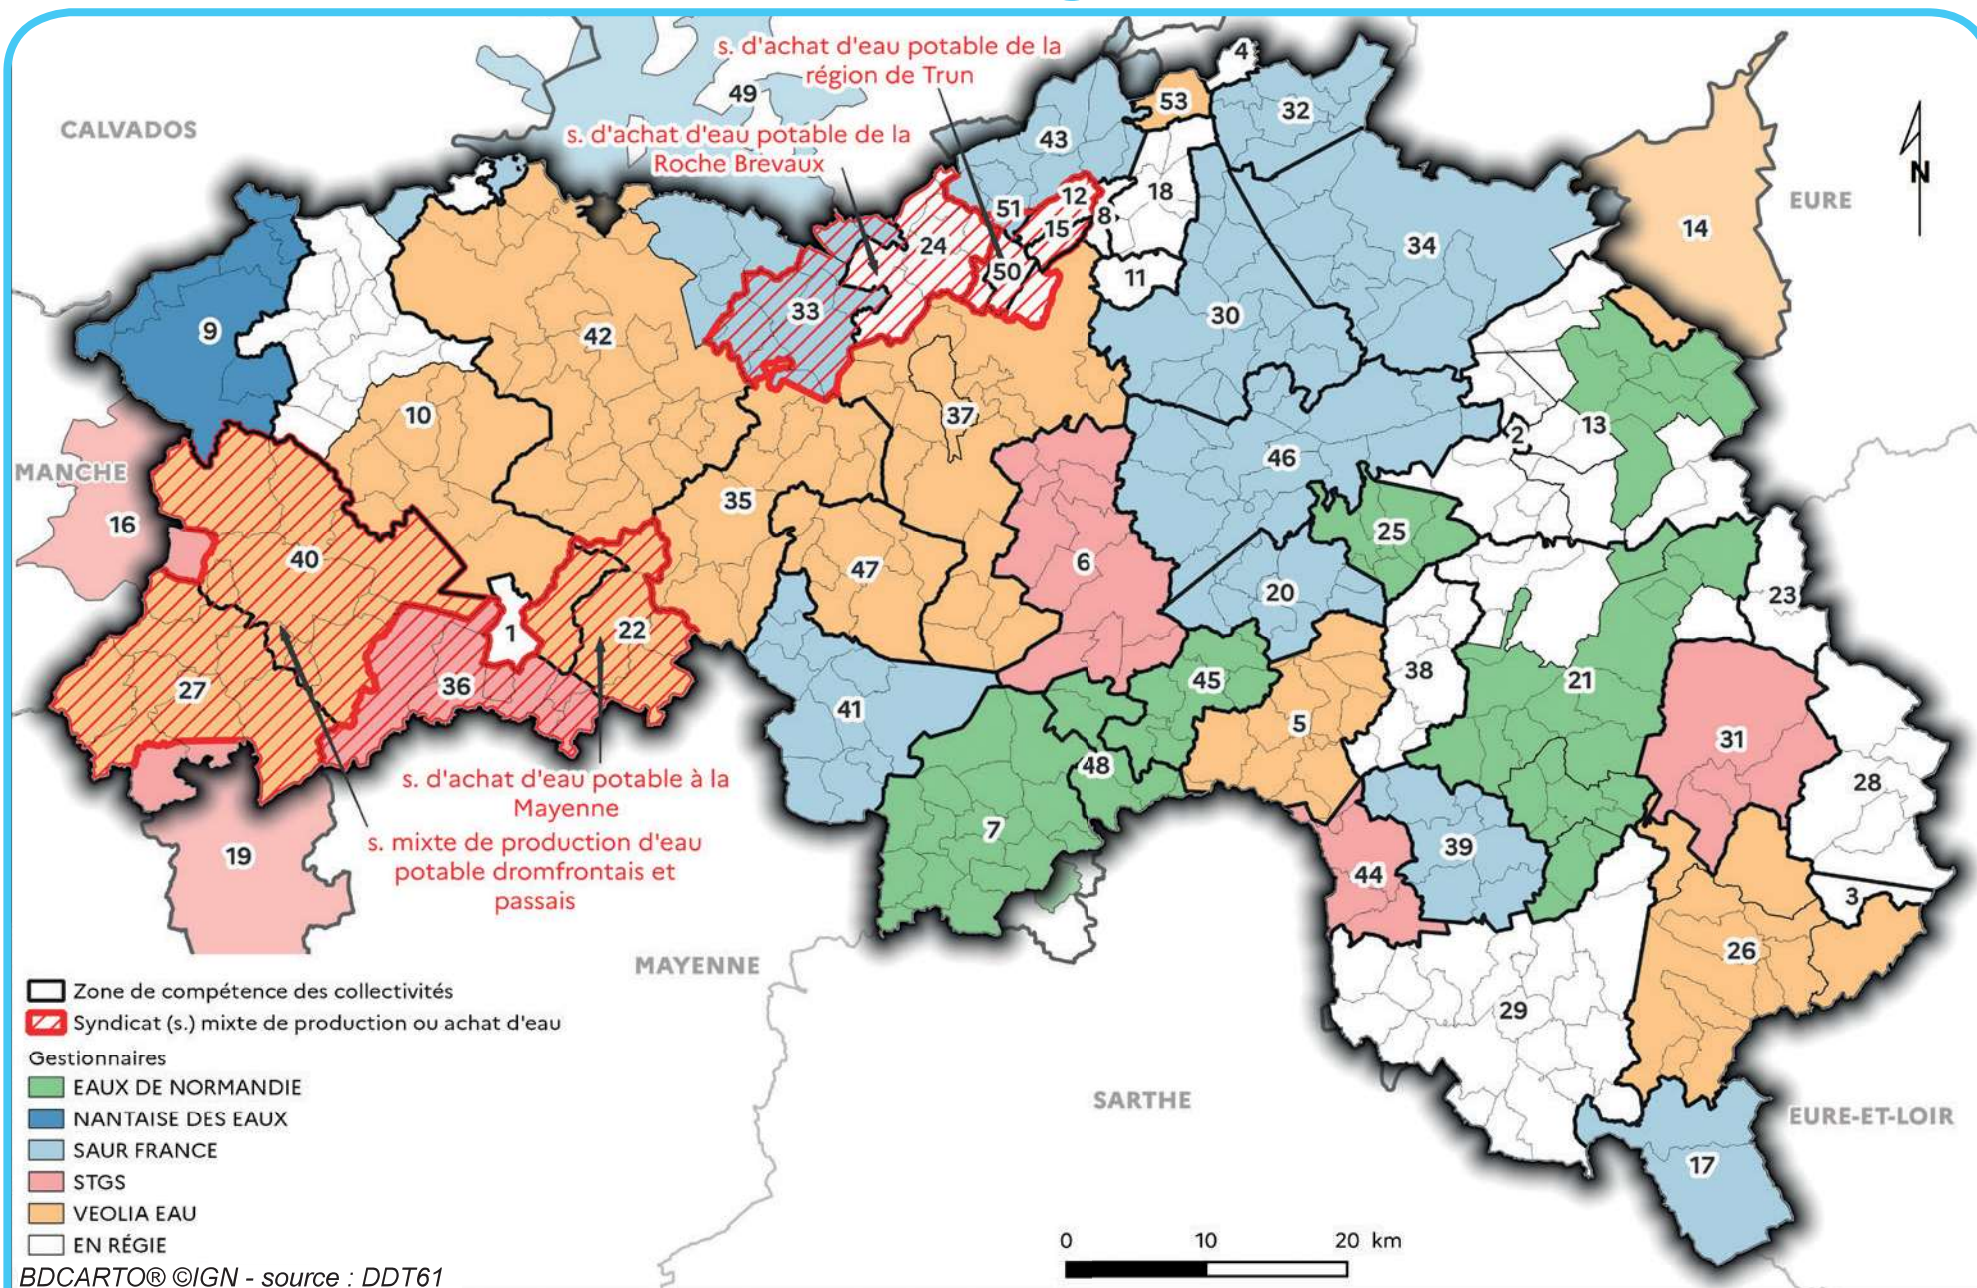 s. d'achat d'eau potable de la
région de Trun
4
49
53
32
CALVADOS
43
s. d'achat d'eau potable de la
Roche Brevaux
N
18
12
51
8
15
EURE
14
24
34
50
11
9
33
30
42
10
37
13
2
46
MANCHE
35
16
25
40
6
47
20
23
1
22
38
27
36
45
21
41
5
31
48
28
s. d'achat d'eau potable à la
Mayenne
7
s. mixte de production d'eau
potable dromfrontais et
passais
19
39
44
3
26
MAYENNE
29
Zone de compétence des collectivités
Syndicat (s.) mixte de production ou achat d'eau
Gestionnaires
EAUX DE NORMANDIE
NANTAISE DES EAUX
SAUR FRANCE
STGS
VEOLIA EAU
EN RÉGIE
SARTHE
EURE-ET-LOIR
17
0 10 20 km
BDCARTO® ©IGN - source : DDT61